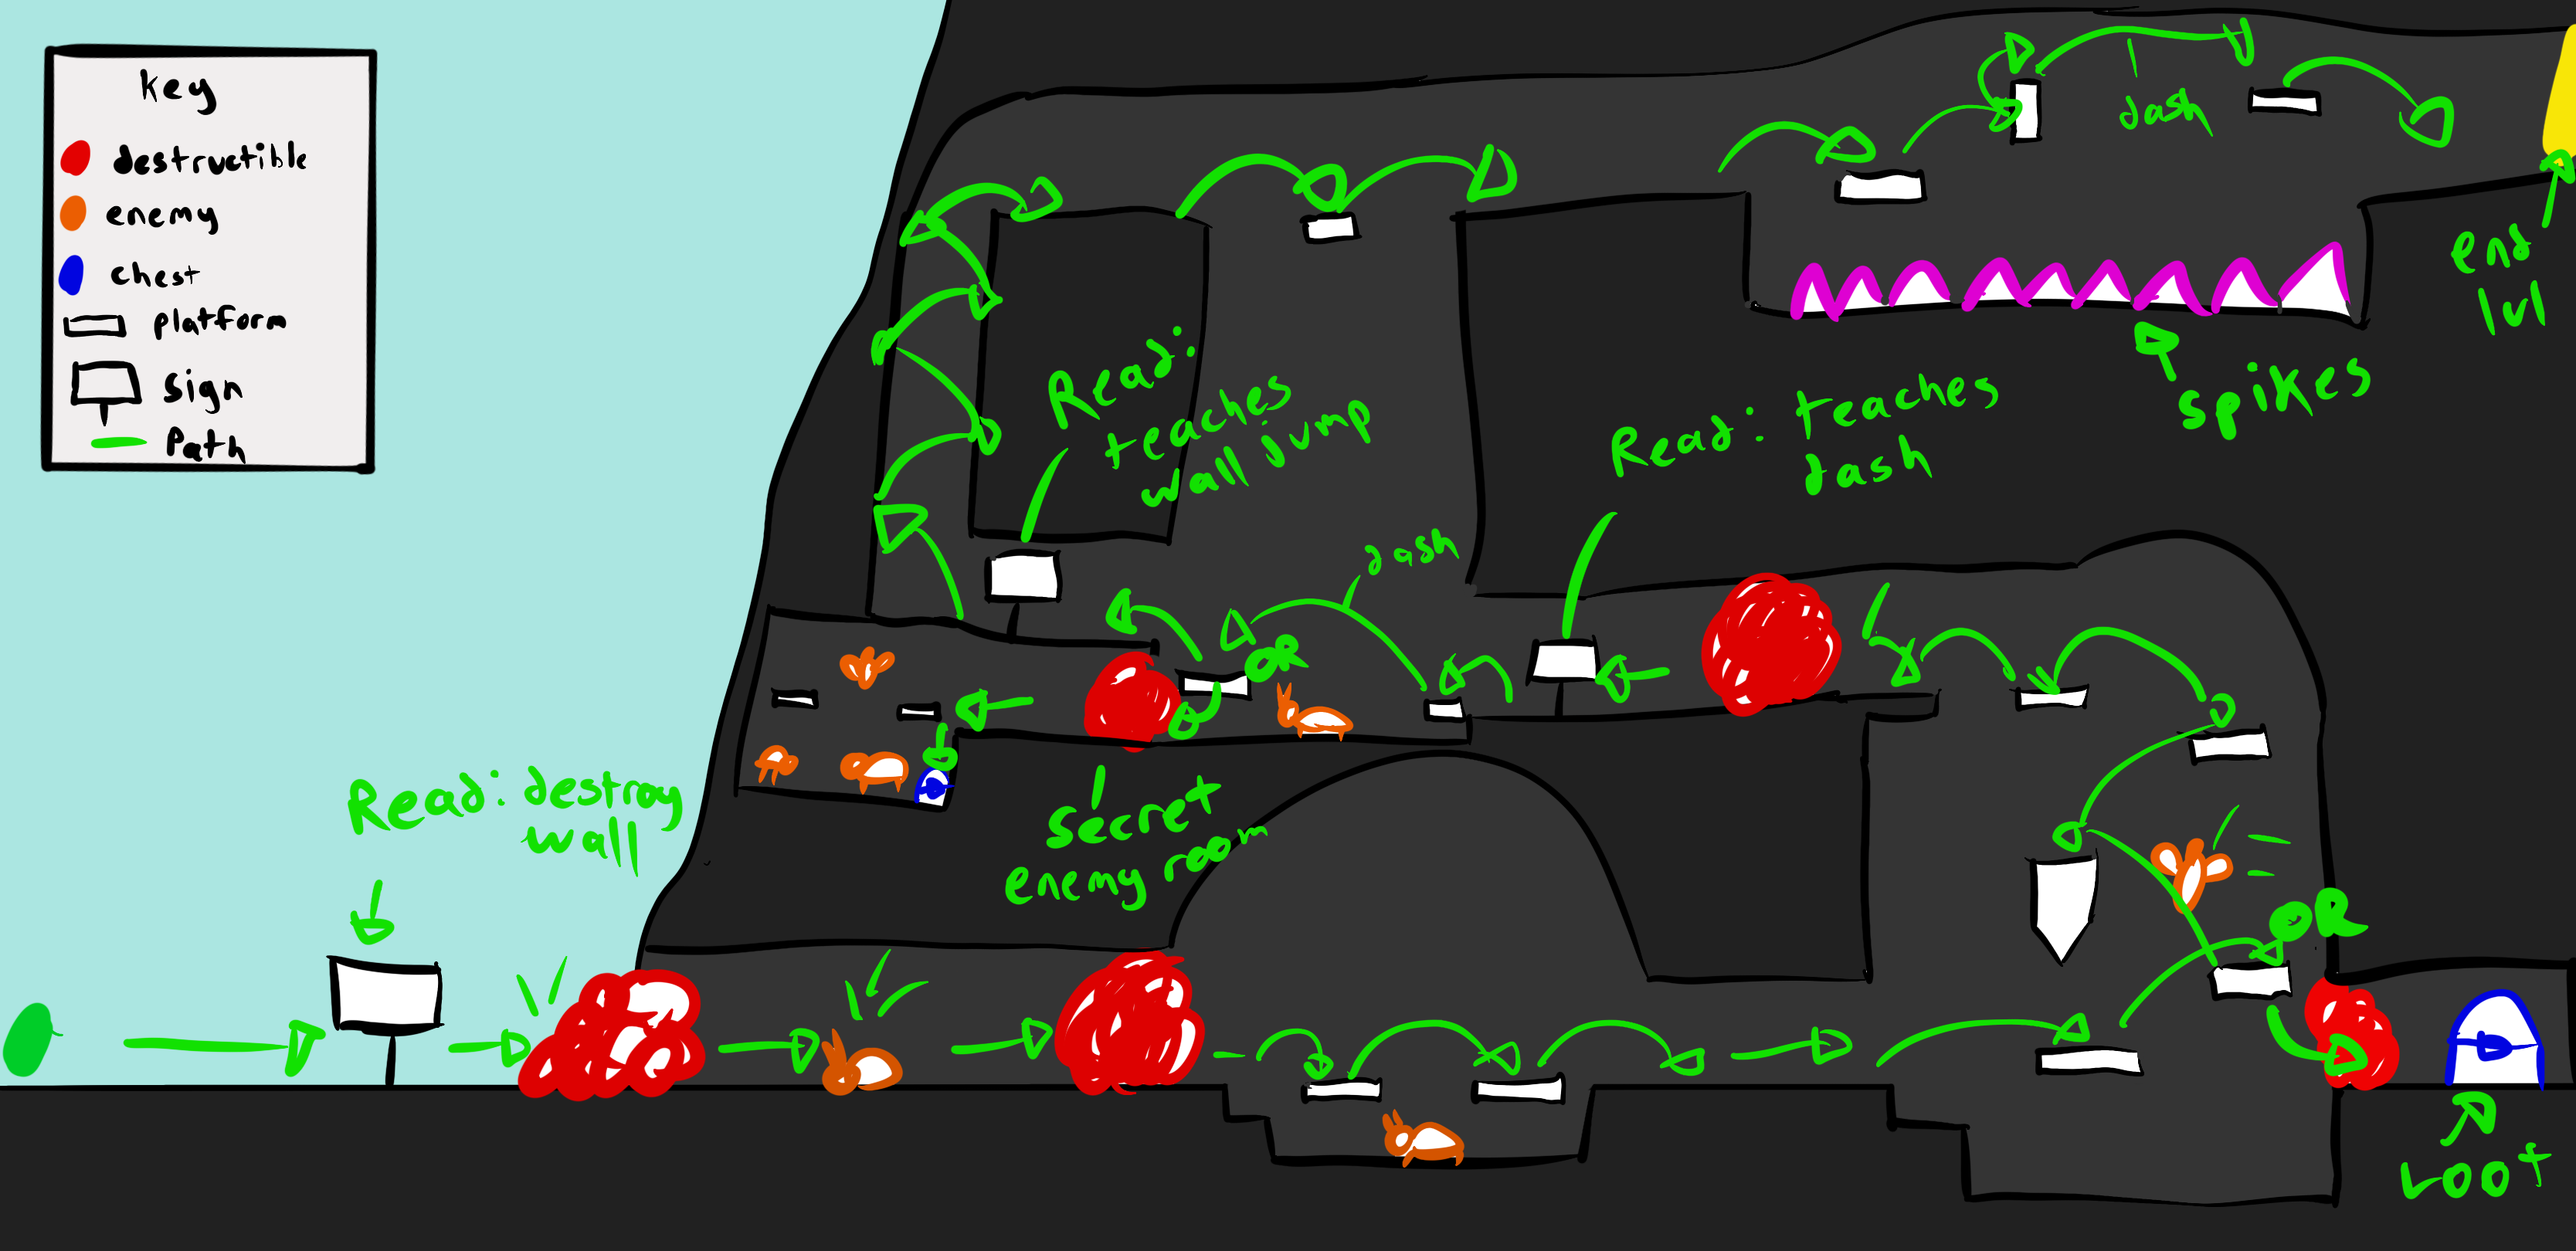 key
destructible
enemy
chest
platform
sign
Path
Read: destroy
wall
Read:
teaches
wall jump
secret
enemy room
dash
OR
Read: teaches
dash
dash
spikes
end
lvl
OR
Loot